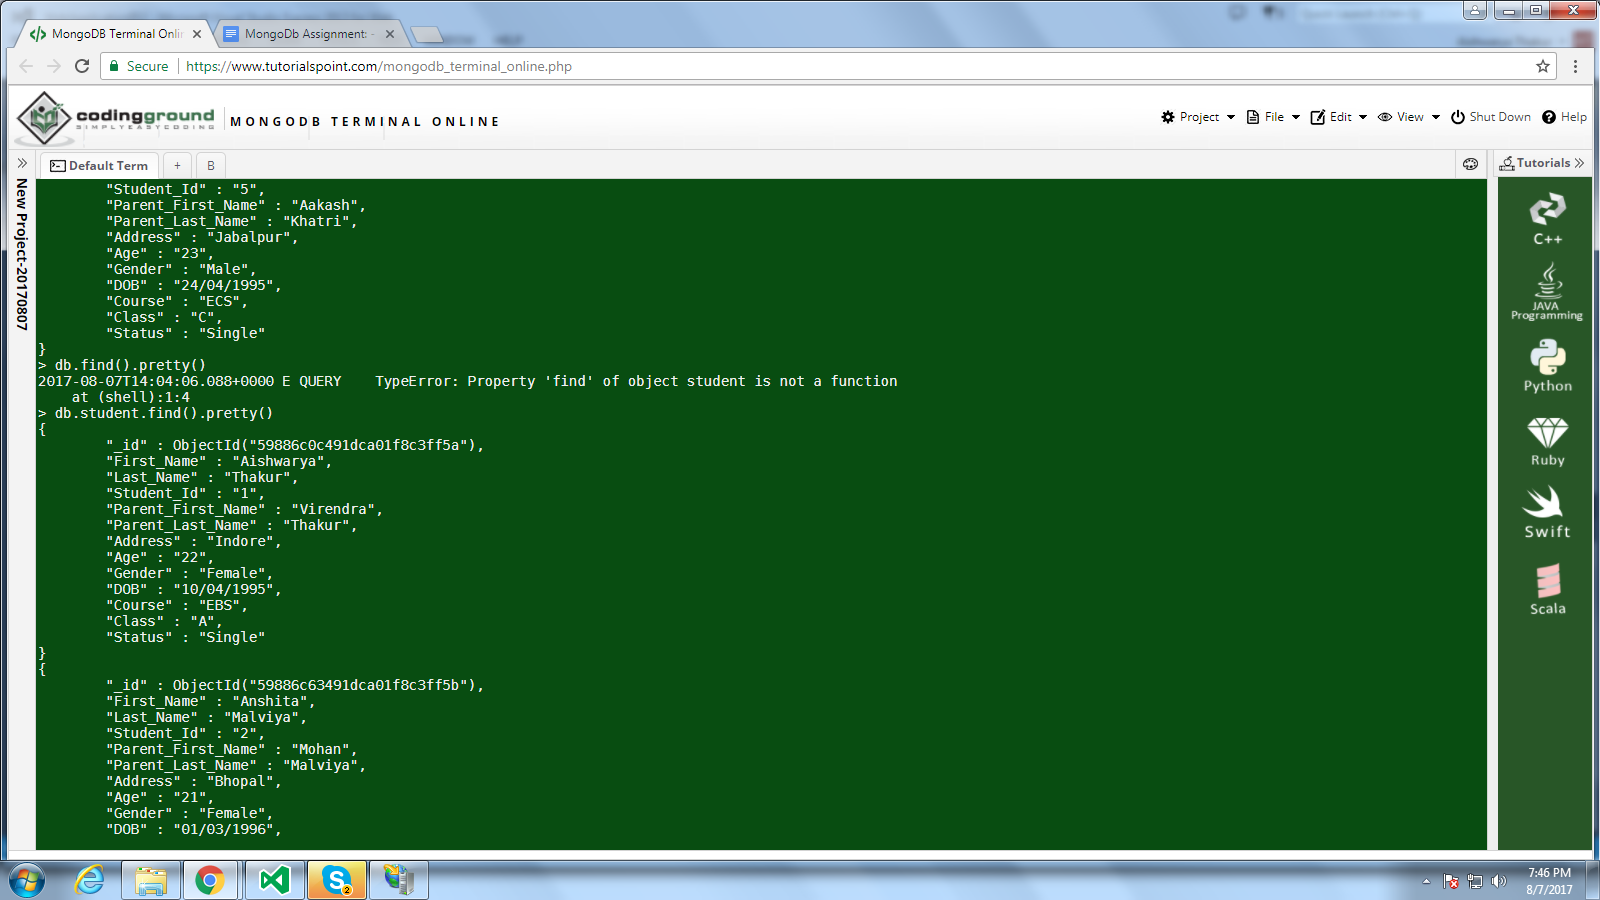 MongoDB Terminal Onli
MongoDb Assignment: -
Secure
https://www.tutorialspoint.com/mongodb_terminal_online.php
codingground
SIMPLYEASYCODING
MONGODB TERMINAL ONLINE
Project
File
Edit
View
Shut Down
Help
Default Term
+
B
Tutorials
New Project-20170807
"Student_Id" : "5",
"Parent_First_Name" : "Aakash",
"Parent_Last_Name" : "Khatri",
"Address" : "Jabalpur",
"Age" : "23",
"Gender" : "Male",
"DOB" : "24/04/1995",
"Course" : "ECS",
"Class" : "C",
"Status" : "Single"
}
> db.find().pretty()
2017-08-07T14:04:06.088+0000 E QUERY    TypeError: Property 'find' of object student is not a function
at (shell):1:4
> db.student.find().pretty()
{
"_id" : ObjectId("59886c0c491dca01f8c3ff5a"),
"First_Name" : "Aishwarya",
"Last_Name" : "Thakur",
"Student_Id" : "1",
"Parent_First_Name" : "Virendra",
"Parent_Last_Name" : "Thakur",
"Address" : "Indore",
"Age" : "22",
"Gender" : "Female",
"DOB" : "10/04/1995",
"Course" : "EBS",
"Class" : "A",
"Status" : "Single"
}
{
"_id" : ObjectId("59886c63491dca01f8c3ff5b"),
"First_Name" : "Anshita",
"Last_Name" : "Malviya",
"Student_Id" : "2",
"Parent_First_Name" : "Mohan",
"Parent_Last_Name" : "Malviya",
"Address" : "Bhopal",
"Age" : "21",
"Gender" : "Female",
"DOB" : "01/03/1996",
C++
JAVA
Programming
Python
Ruby
Swift
Scala
2
7:46 PM
8/7/2017